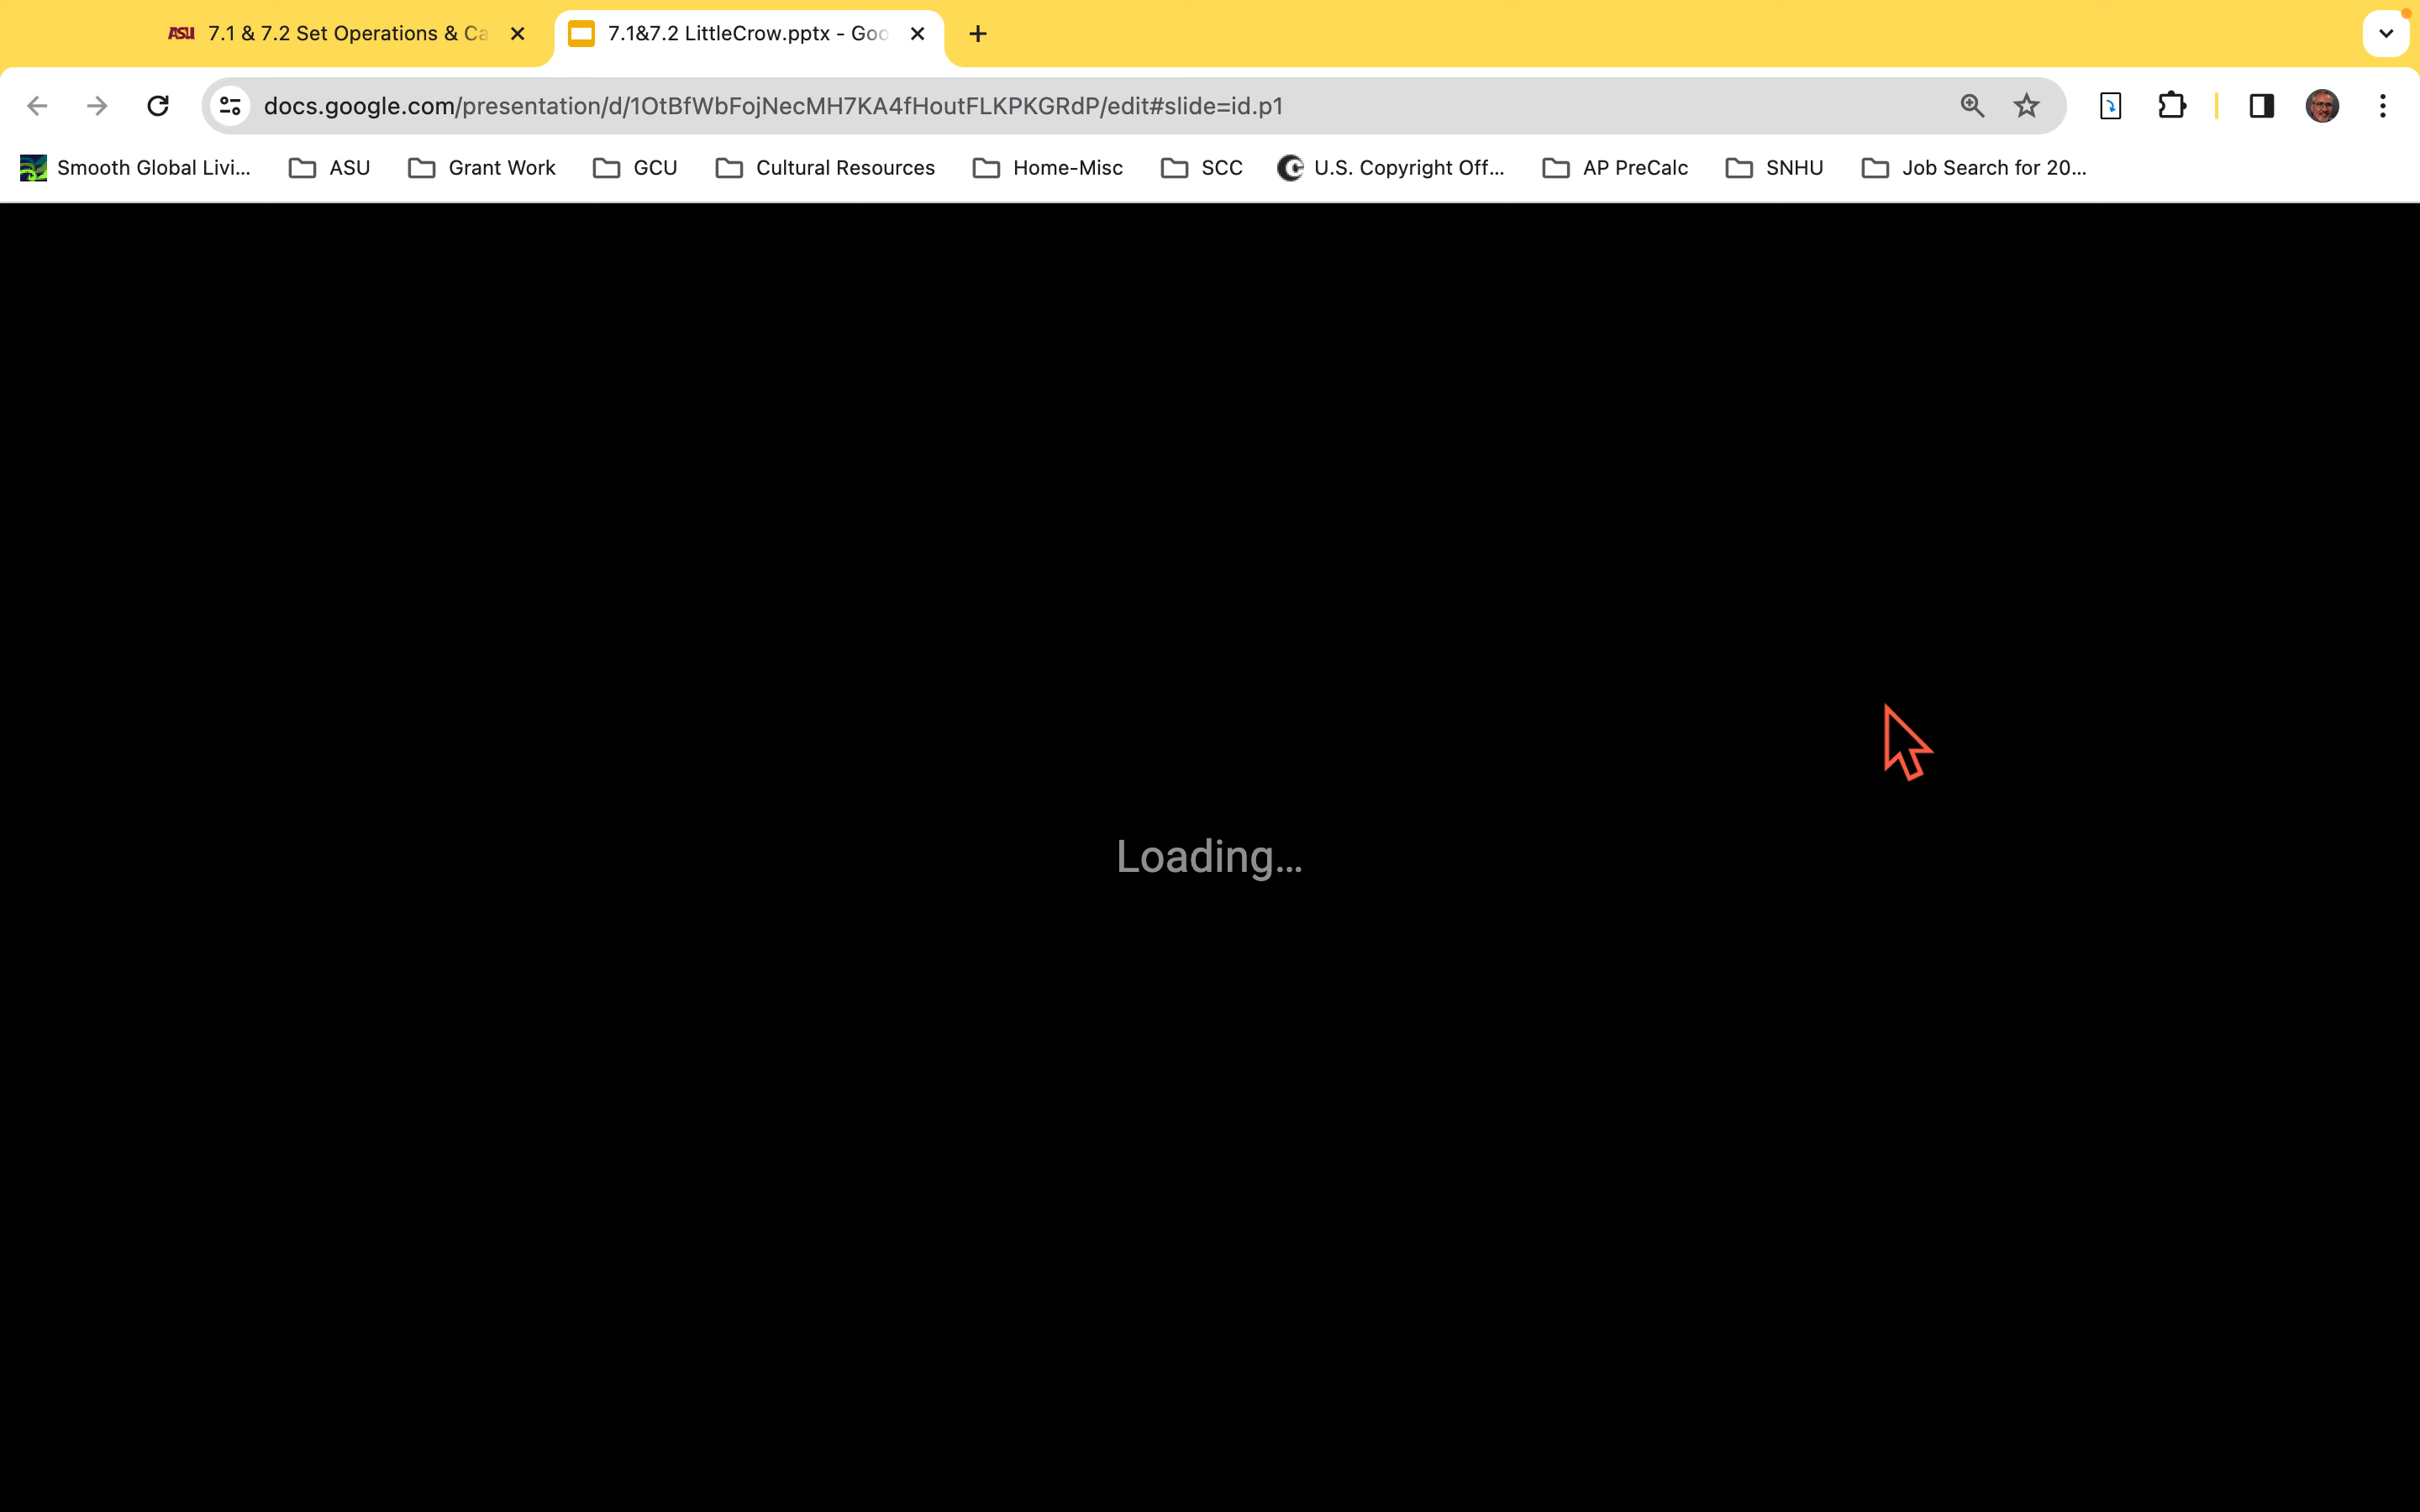 ASU 7.1 & 7.2 Set Operations & Ca
7.1&7.2 LittleCrow.pptx - Goo
docs.google.com/presentation/d/1OtBfWbFojNecMH7KA4fHoutFLKPKGRdP/edit#slide=id.p1
Smooth Global Livi... ASU Grant Work GCU Cultural Resources Home-Misc SCC U.S. Copyright Off... AP PreCalc SNHU Job Search for 20...
Loading...